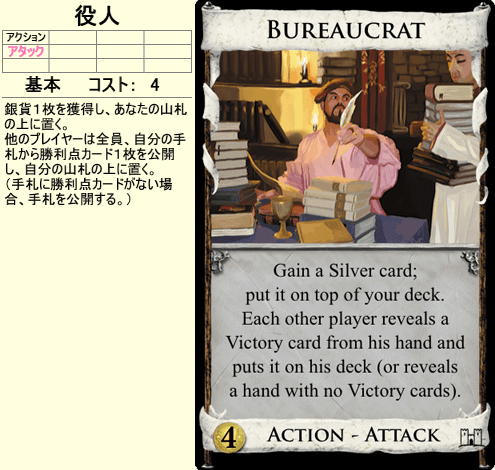 役人
アクション
アタック
基本 コスト: 4
銀貨１枚を獲得し、あなたの山札
の上に置く。
他のプレイヤーは全員、自分の手
札から勝利点カード１枚を公開
し、自分の山札の上に置く。
（手札に勝利点カードがない場
合、手札を公開する。）
BUREAUCRAT
Gain a Silver card;
put it on top of your deck.
Each other player reveals a
Victory card from his hand and
puts it on his deck (or reveals
a hand with no Victory cards).
4 ACTION - ATTACK